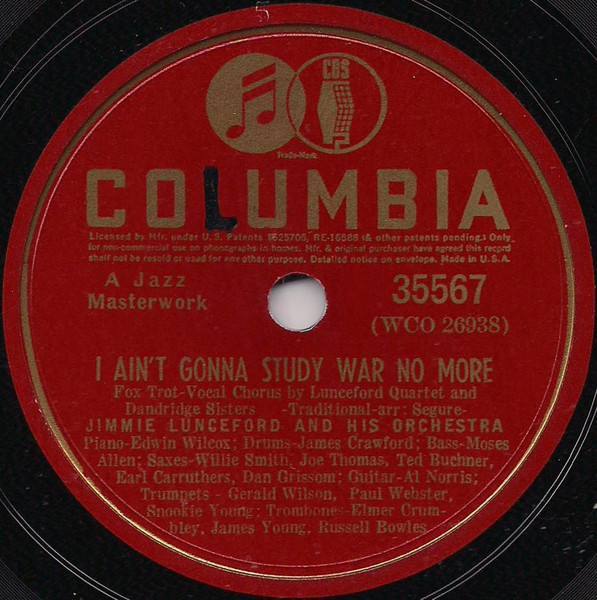 5
CBS
Trade-Mark
COLUMBIA
Licensed by Mfr. under U. S. Patents 1625705, RE-16588 (& other patents pending.) Only
for non-commercial use on phonographs in homes. Mfr. & original purchaser have agreed this record
shall not be resold or used for any other purpose. Detailed notice on envelope. Made in U.S.A.
A Jazz
Masterwork
35567
(WCO 26938)
I AIN'T GONNA STUDY WAR NO MORE
Fox Trot-Vocal Chorus by Lunceford Quartet and
Dandridge Sisters -Traditional-arr: Segure-
JIMMIE LUNCEFORD AND HIS ORCHESTRA
Piano-Edwin Wilcox; Drums-James Crawford; Bass-Moses
Allen; Saxes-Willie Smith, Joe Thomas, Ted Buchner,
Earl Carruthers, Dan Grissom; Guitar-Al Norris;
Trumpets - Gerald Wilson, Paul Webster,
Snookie Young; Trombones-Elmer Crum-
bley, James Young, Russell Bowles